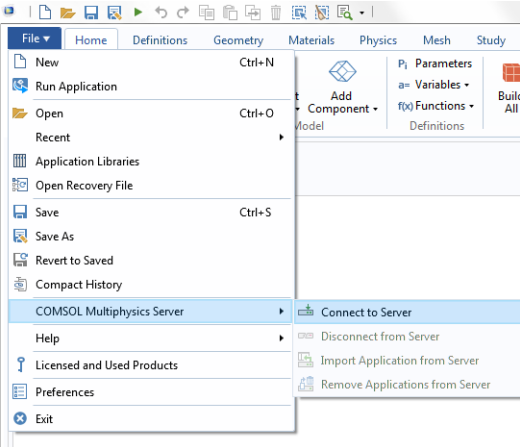 File
Home
Definitions
Geometry
Materials
Physics
Mesh
Study
New Ctrl+N
Run Application
Open Ctrl+O
Recent
Application Libraries
Open Recovery File
Save Ctrl+S
Save As
Revert to Saved
Compact History
COMSOL Multiphysics Server
Help
Licensed and Used Products
Preferences
Exit
Connect to Server
Disconnect from Server
Import Application from Server
Remove Applications from Server
Add
Component
Model
Pi Parameters
a= Variables
f(x) Functions
Definitions
All